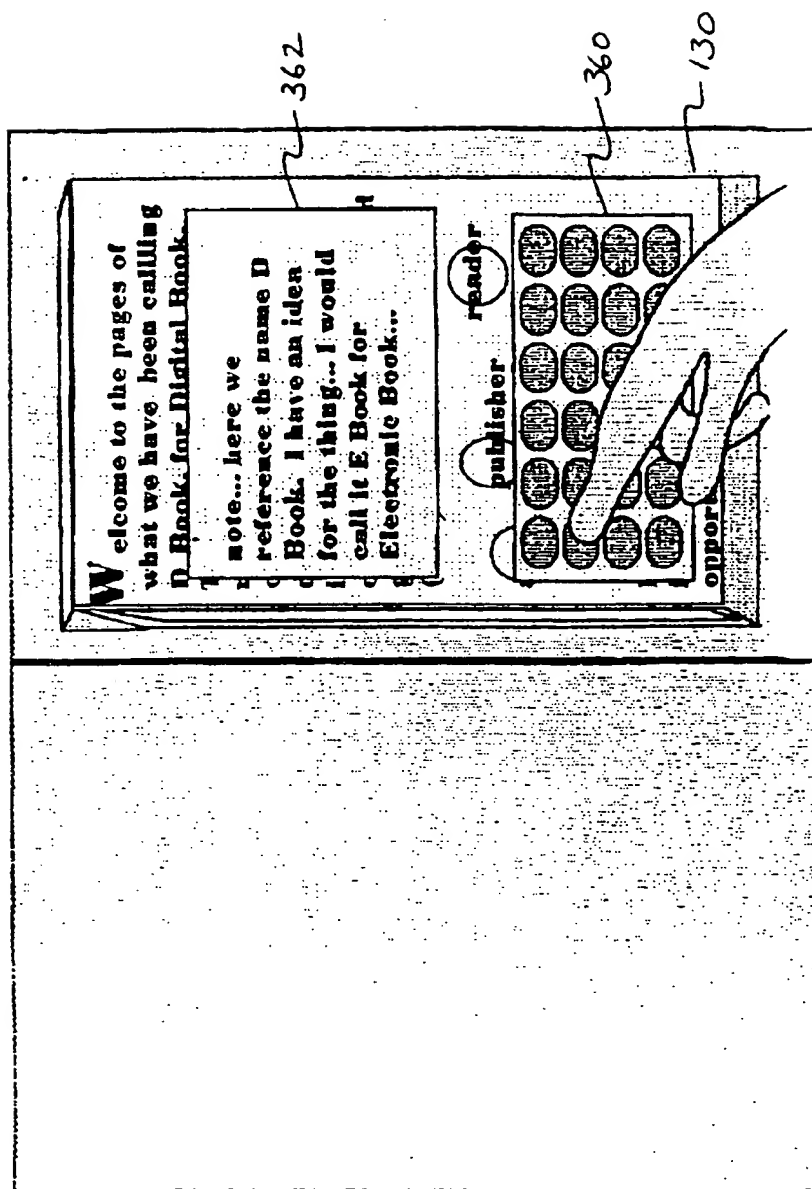 Welcome to the pages of
what we have been callling
D Book, for Digital Book
note... here we
reference the name D
Book. I have an idea
for the thing... I would
call it E Book for
Electronic Book...
publisher
reader
oppor
362
360
130